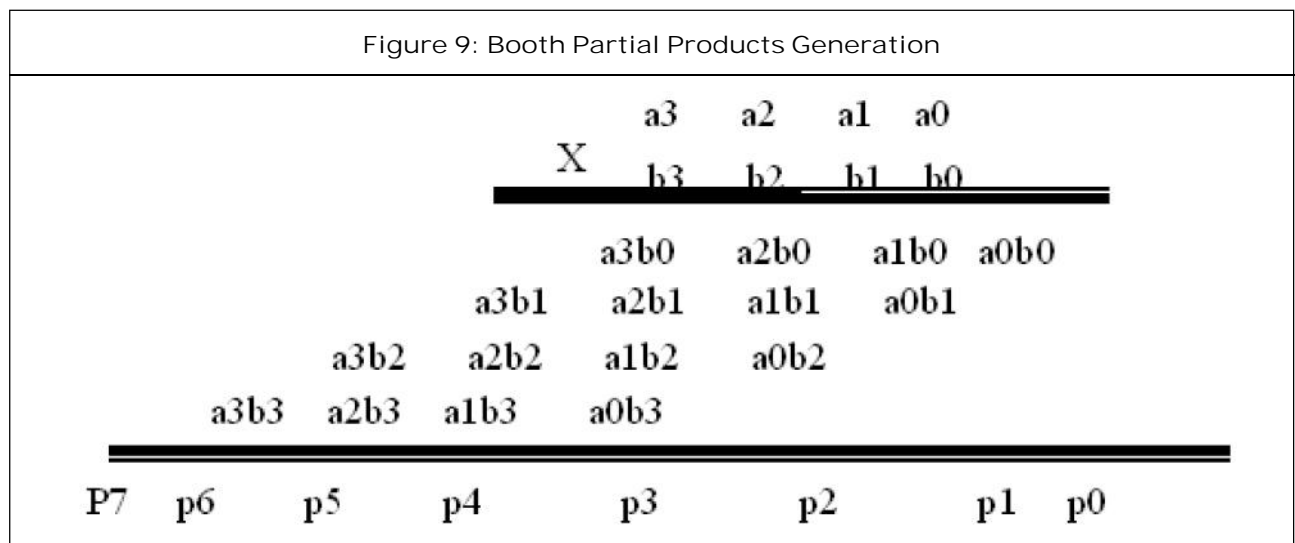 Figure 9: Booth Partial Products Generation
a3 a2 a1 a0
X b3 b2 b1 b0
a3b0 a2b0 a1b0 a0b0
a3b1 a2b1 a1b1 a0b1
a3b2 a2b2 a1b2 a0b2
a3b3 a2b3 a1b3 a0b3
P7 p6 p5 p4 p3 p2 p1 p0